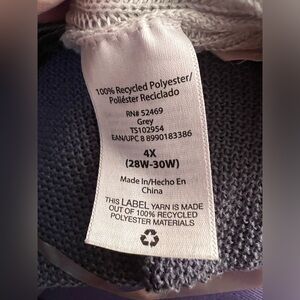 100% Recycled Polyester/
Poliéster Reciclado
RN# 52469
Grey
TS102954
EAN/UPC 8 8990183386
4X
(28W-30W)
Made In/Hecho En
China
THIS LABEL YARN IS MADE
OUT OF 100% RECYCLED
POLYESTER MATERIALS